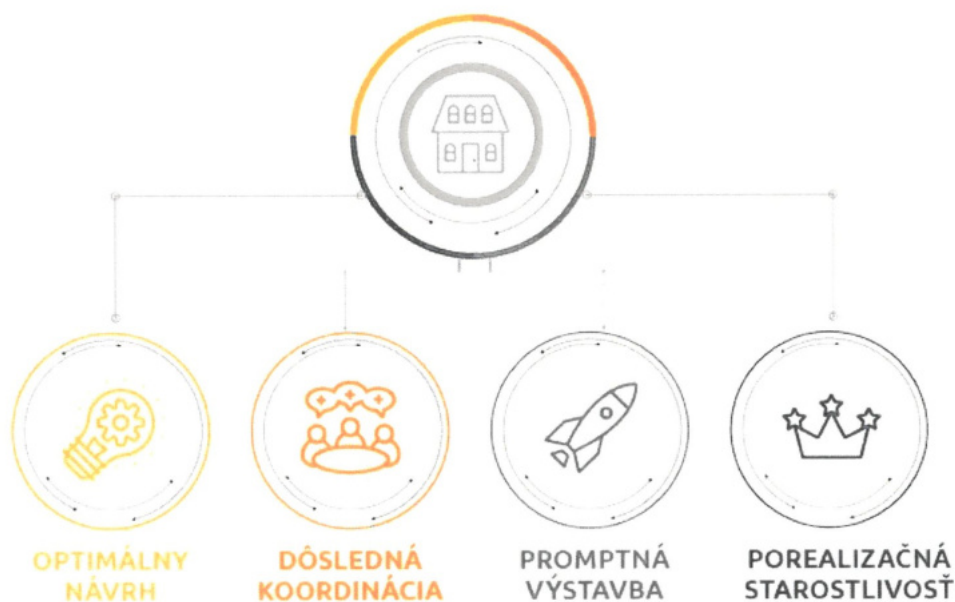 OPTIMÁLNY
NÁVRH
DÔSLEDNÁ
KOORDINÁCIA
PROMPTNÁ
VÝSTAVBA
POREALIZAČNÁ
STAROSTLIVOSŤ